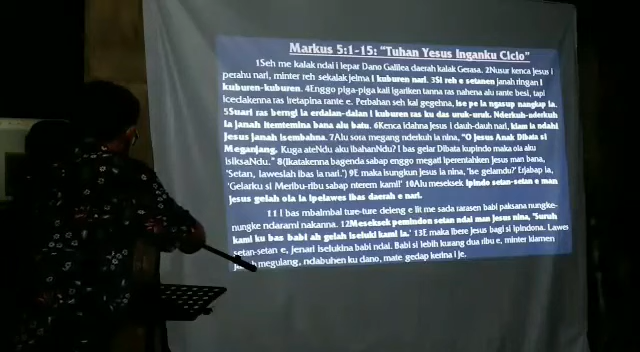 Markus 5:1-15: "Tuhan Yesus Inganku Cicio"
1Seh me kalak ndai i lepar Dano Galilea daerah kalak Gerasa. 2Nusur kenca Jesus i
perahu nari, minter reh sekalak jelma i kuburen nari. 3Si reh e setanen janah ringan i
kuburen-kuburen. 4Enggo piga-piga kali igariken tanna ras nahena alu rante besi, tapi
icedakenna ras iretapina rante e. Perbahan seh kal gegehna, ise pe la ngasup nangkap ia.
5Suari ras berngi ia erdalan-dalan i kuburen ras ku das uruk-uruk. Nderkuh-nderkuh
ia janah itemtemina bana alu batu. 6Kenca idahna Jesus i dauh-dauh nari, kiam ia ndahi
Jesus janah isembahna. 7Alu sora megang nderkuh ia nina, "O Jesus Anak Dibata si
Meganjang. Kuga ateNdu aku ibahanNdu? I bas gelar Dibata kupindo maka ola aku
isiksaNdu." 8(Ikatakenna bagenda sabap enggo megati iperentahken Jesus man bana,
'Setan, laweslah ibas ia nari.') 9E maka isungkun Jesus ia nina, 'Ise gelarndu?' Erjabap ia,
'Gelarku si Meribu-ribu sabap nterem kami!' 10Alu meseksek ipindo setan-setan e man
Jesus gelah ola ia ipelawes ibas daerah e nari.
11 I bas mbalmbal ture-ture deleng e lit me sada rarasen babi paksana nungke-
nungke ndarami nakanna. 12Meseksek pemindon setan ndai man Jesus nina, 'Suruh
kami ku bas babi ah gelah iseluki kami ia.' 13E maka ibere Jesus bagi si ipindona. Lawes
setan-setan e, jenari iselukina babi ndai. Babi si lebih kurang dua ribu e, minter kiamen
janah megulang, ndabuhen ku dano, mate gedap kerina i je.